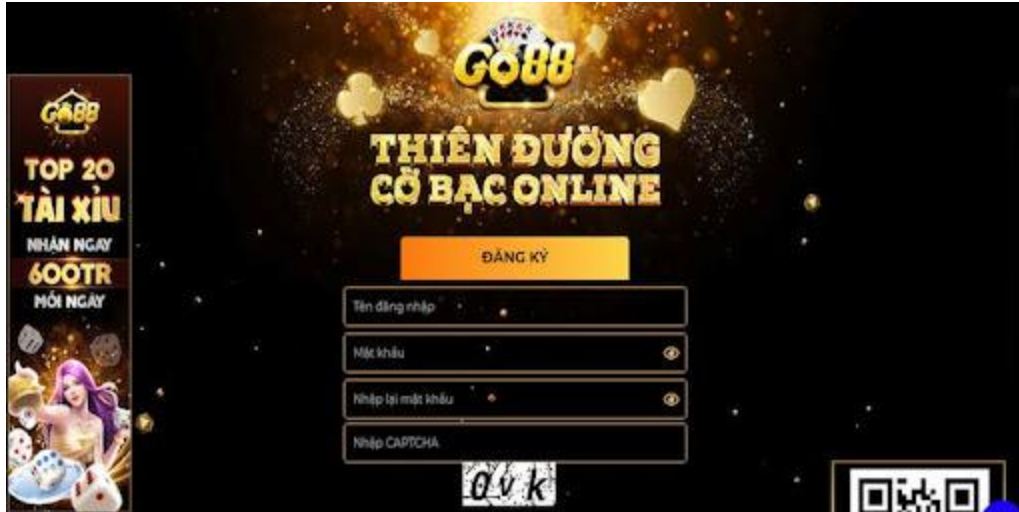 GO88
THIÊN ĐƯỜNG
CỜ BẠC ONLINE
GO88
TOP 20
TÀI XỈU
NHẬN NGAY
600TR
MỖI NGÀY
ĐĂNG KÝ
Tên đăng nhập
Mật khẩu
Nhập lại mật khẩu
Nhập CAPTCHA
0vk